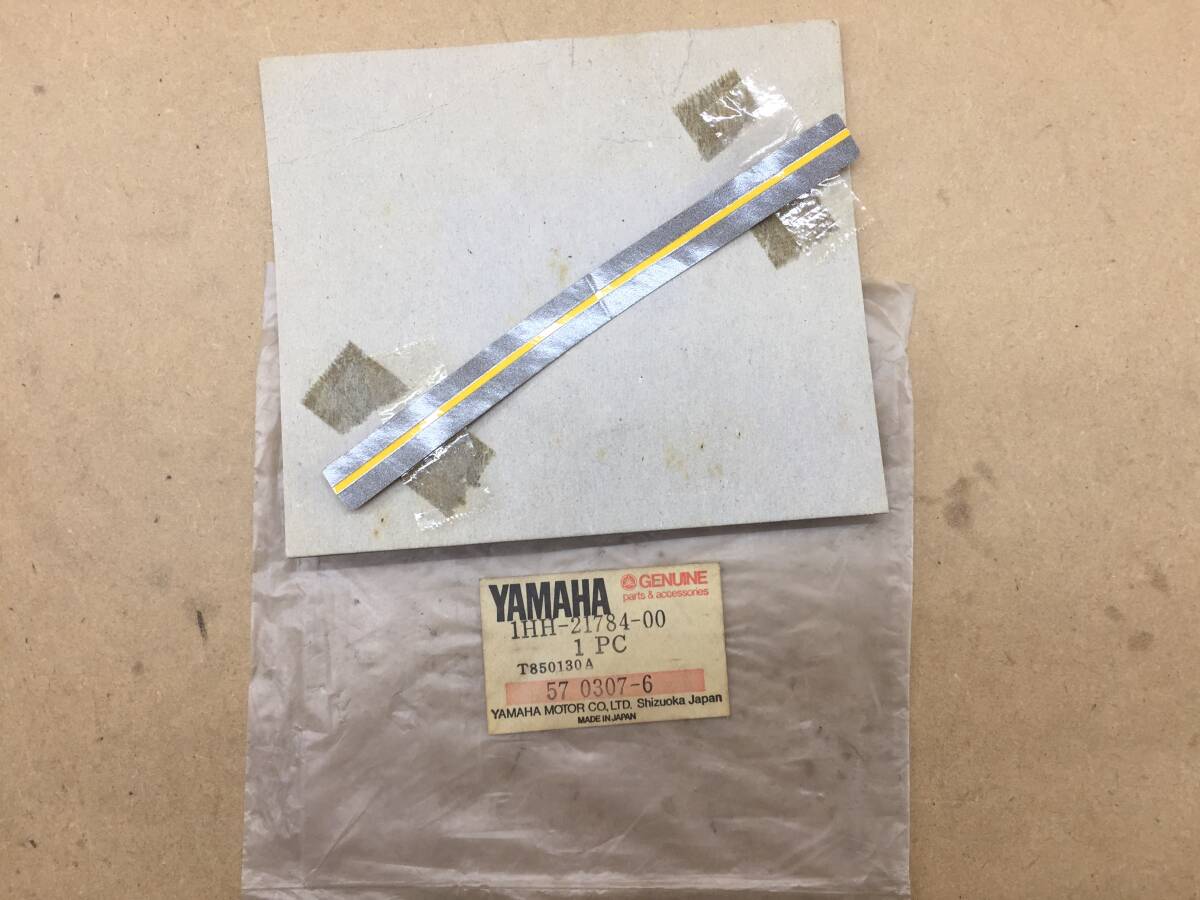 YAMAHA GENUINE
parts & accessories
1HH-21784-00
1 PC
T850130A
57 0307-6
YAMAHA MOTOR CO., LTD. Shizuoka Japan
MADE IN JAPAN